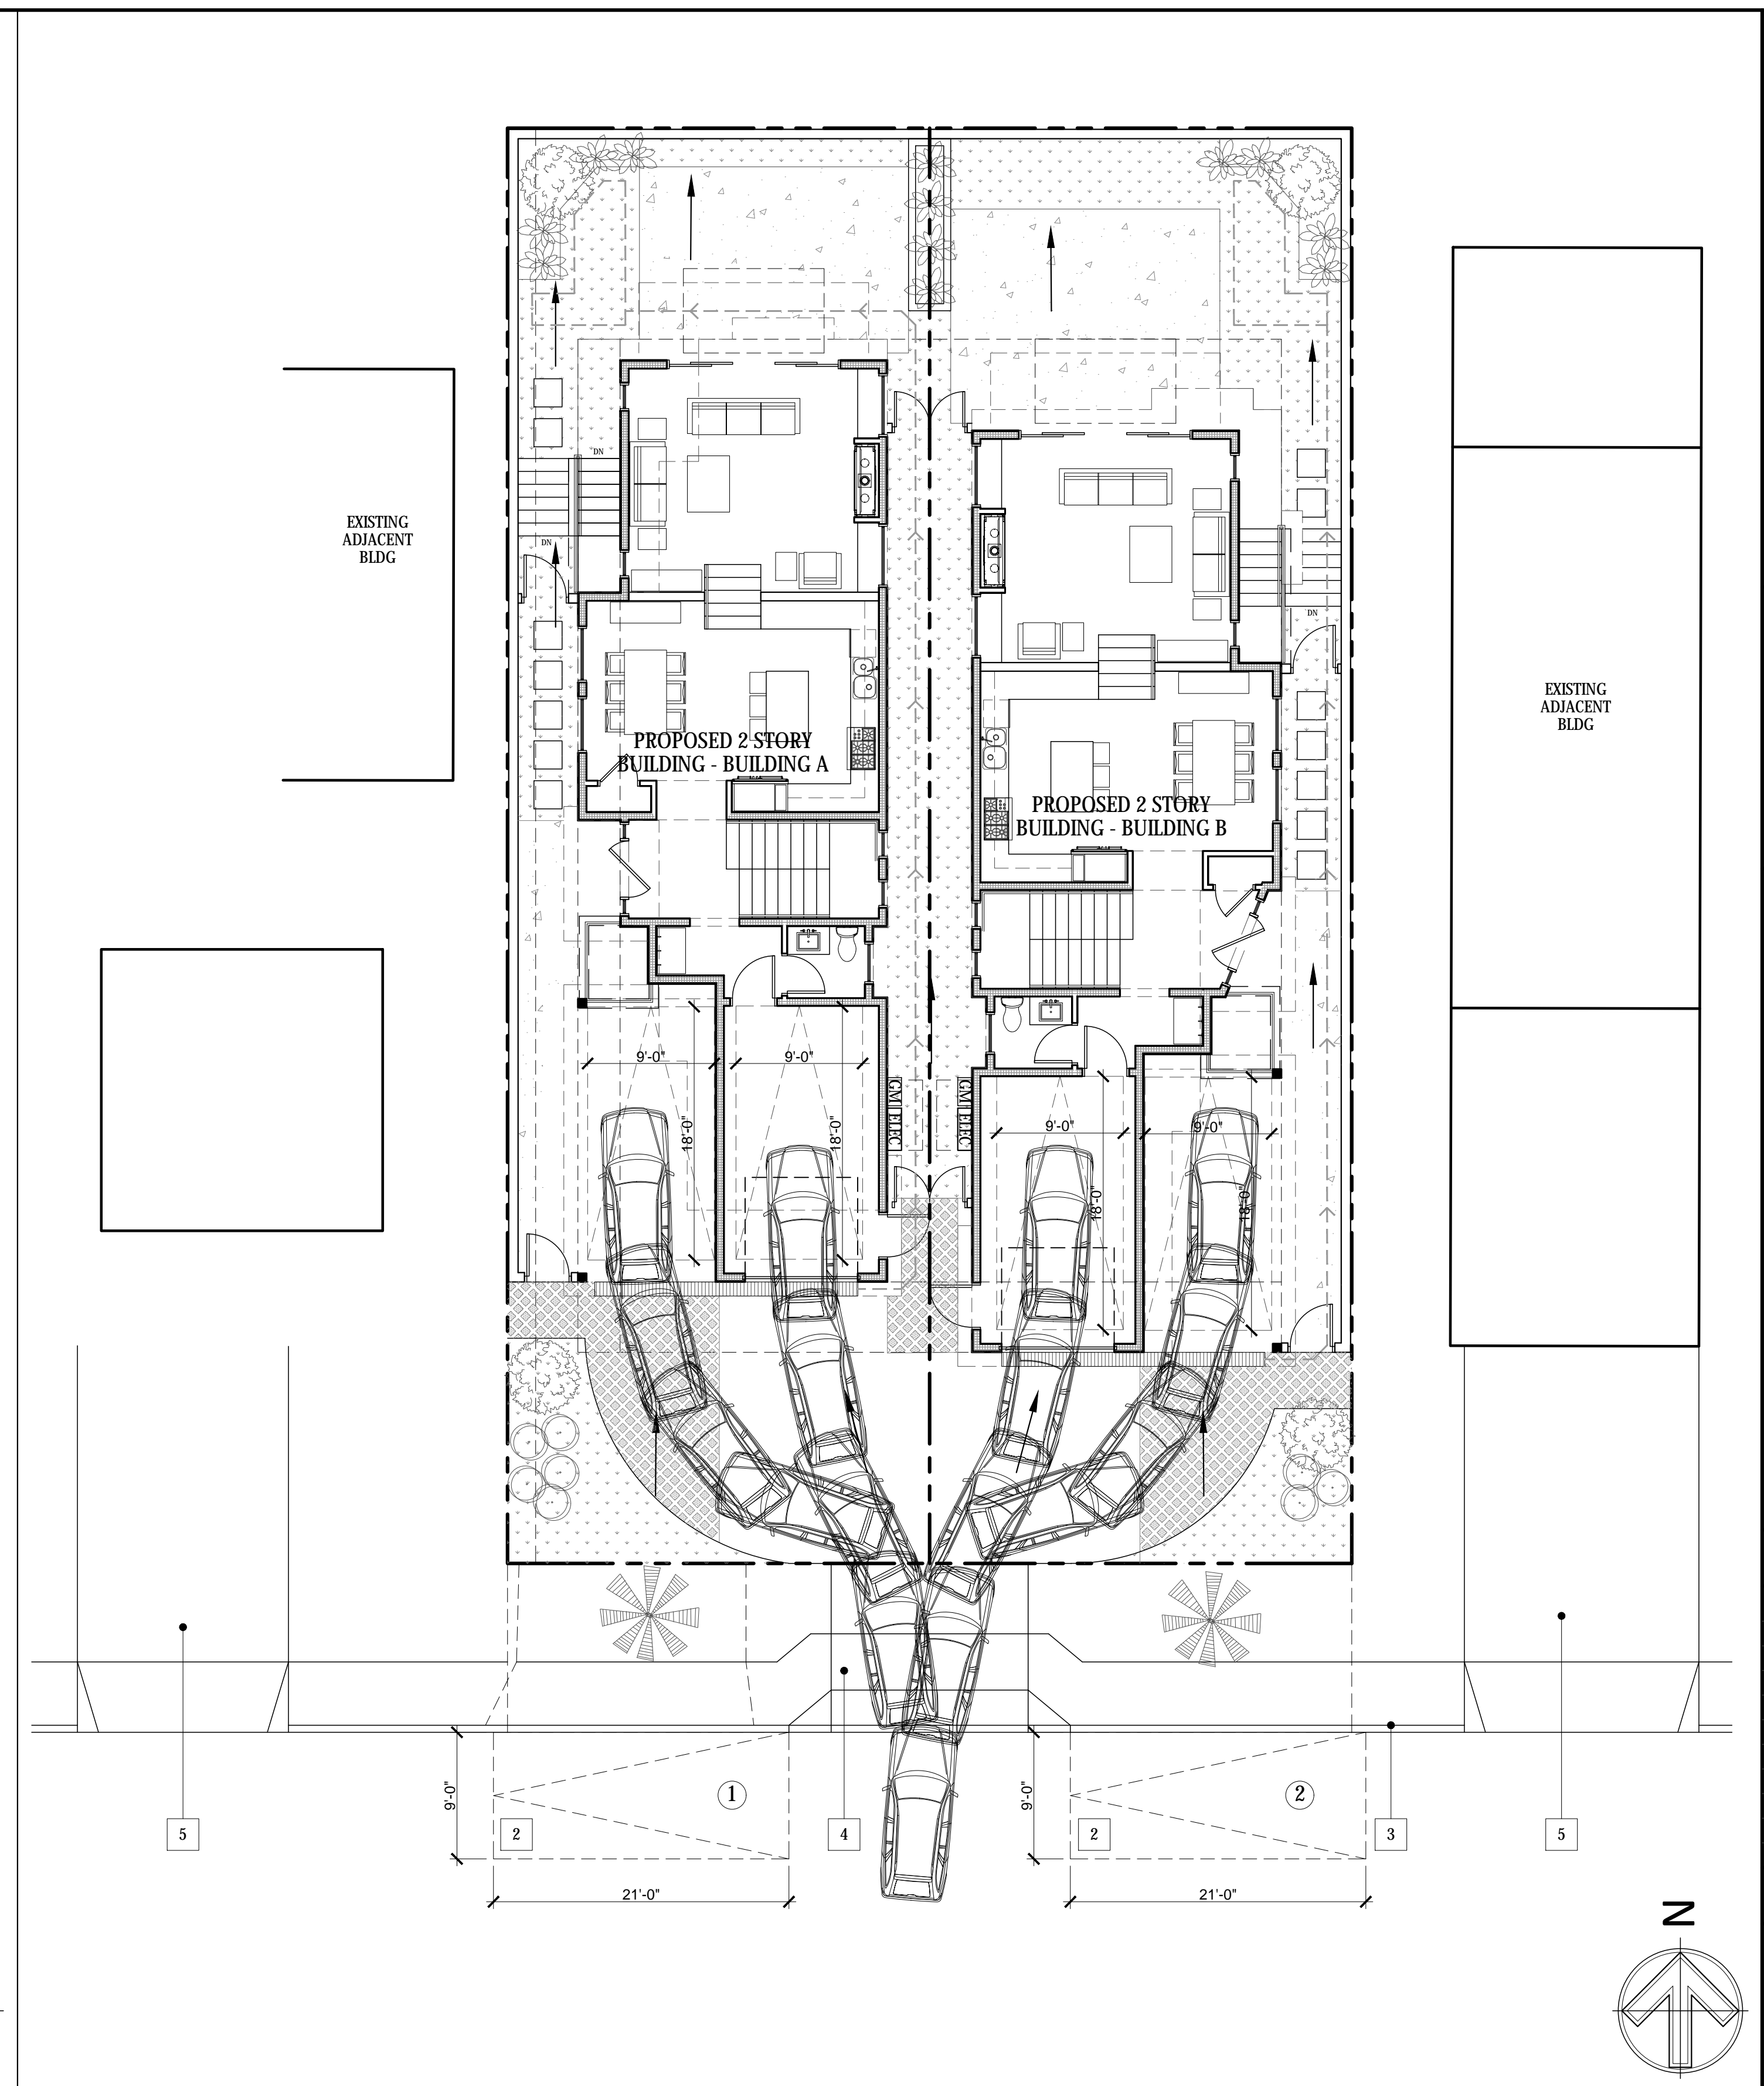 DN
EXISTING
ADJACENT
BLDG
DN
DN
EXISTING
ADJACENT
BLDG
PROPOSED 2 STORY
BUILDING - BUILDING A
PROPOSED 2 STORY
BUILDING - BUILDING B
9'-0"
9'-0"
18'-0"
18'-0"
GM ELEC
GM ELEC
9'-0"
9'-0"
18'-0"
18'-0"
9'-0"
1
9'-0"
2
5
2
4
2
3
5
21'-0"
21'-0"
N